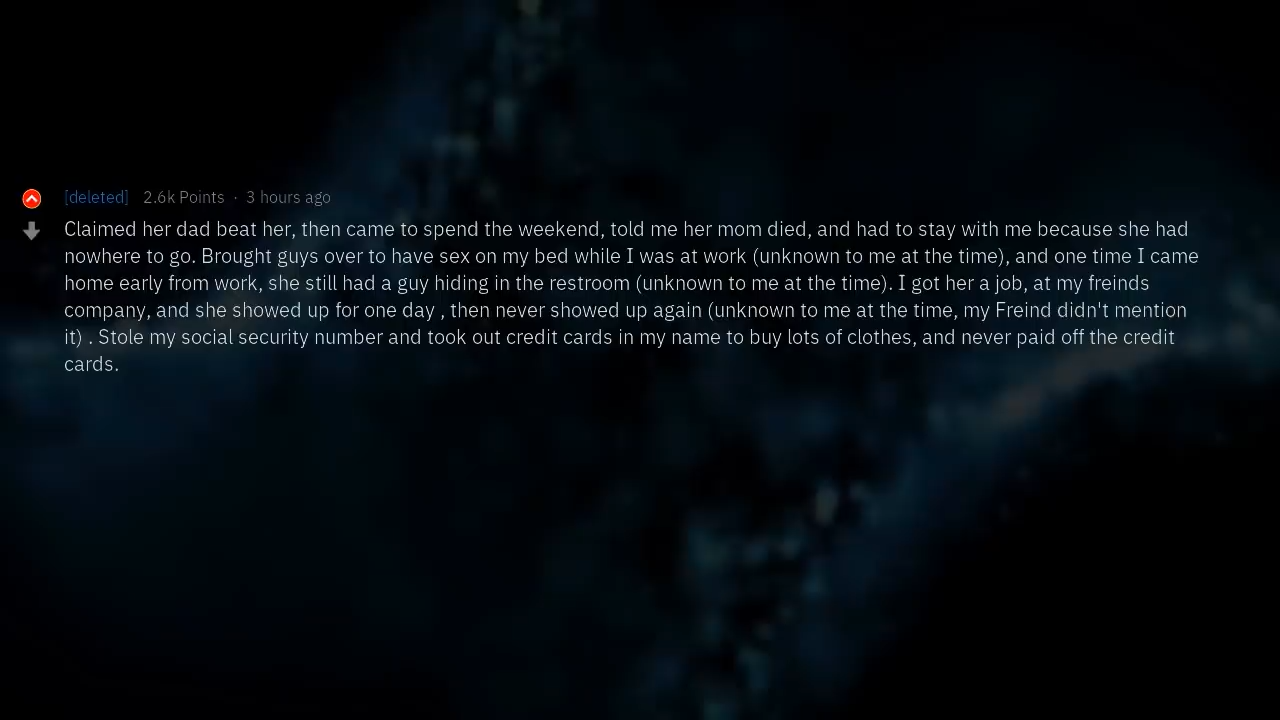 [deleted] 2.6k Points · 3 hours ago
Claimed her dad beat her, then came to spend the weekend, told me her mom died, and had to stay with me because she had
nowhere to go. Brought guys over to have sex on my bed while I was at work (unknown to me at the time), and one time I came
home early from work, she still had a guy hiding in the restroom (unknown to me at the time). I got her a job, at my freinds
company, and she showed up for one day , then never showed up again (unknown to me at the time, my Freind didn't mention
it) . Stole my social security number and took out credit cards in my name to buy lots of clothes, and never paid off the credit
cards.